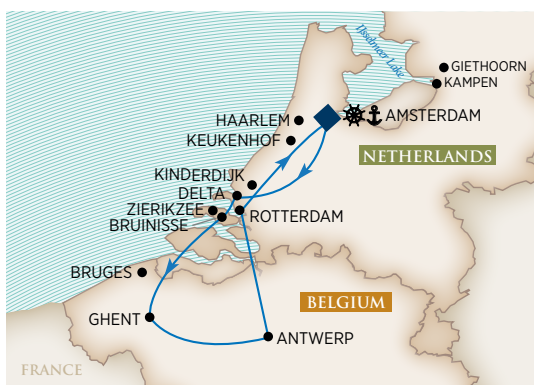 IJsselmeer Lake
GIETHOORN
KAMPEN
HAARLEM
AMSTERDAM
KEUKENHOF
NETHERLANDS
KINDERDIJK
DELTA
ZIERIKZEE
ROTTERDAM
BRUINISSE
BRUGES
BELGIUM
GHENT
ANTWERP
FRANCE